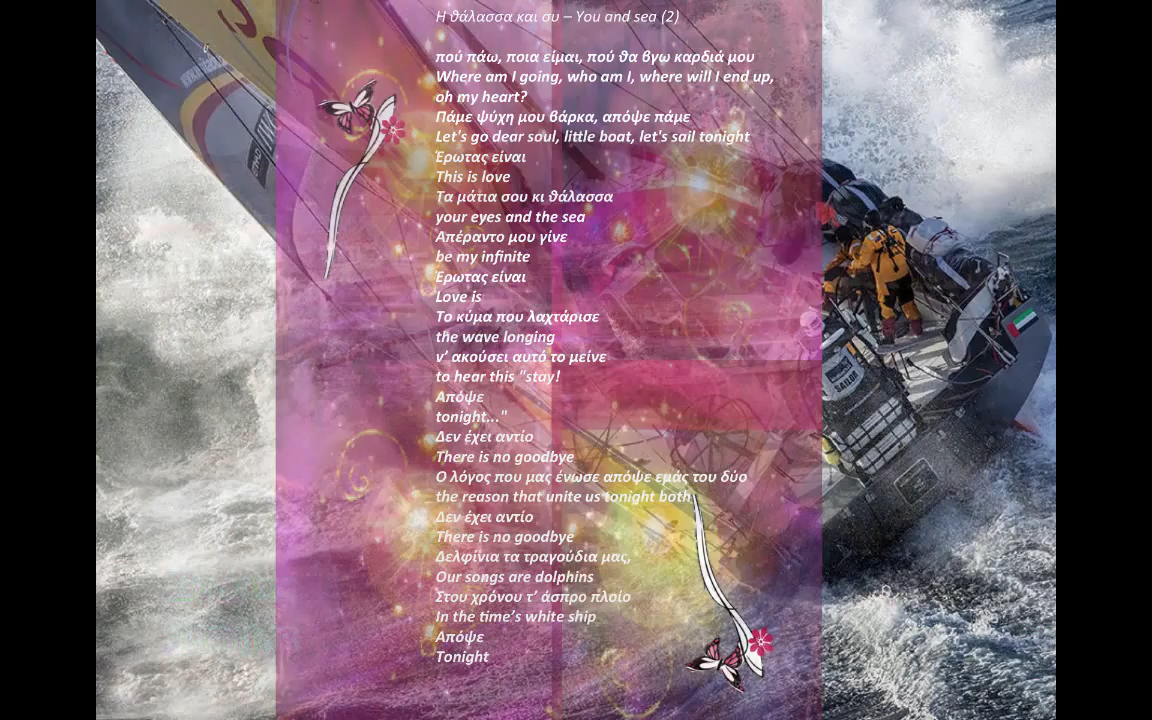 Η θάλασσα και συ – You and sea (2)
πού πάω, ποια είμαι, πού θα βγω καρδιά μου
Where am I going, who am I, where will I end up,
oh my heart?
Πάμε ψύχη μου βάρκα, απόψε πάμε
Let's go dear soul, little boat, let's sail tonight
Έρωτας είναι
This is love
Τα μάτια σου κι θάλασσα
your eyes and the sea
Απέραντο μου γίνε
be my infinite
Έρωτας είναι
Love is
Το κύμα που λαχτάρισε
the wave longing
ν’ ακούσει αυτό το μείνε
to hear this "stay!
Απόψε
tonight..."
Δεν έχει αντίο
There is no goodbye
Ο λόγος που μας ένωσε απόψε εμάς του δύο
the reason that unite us tonight both
Δεν έχει αντίο
There is no goodbye
Δελφίνια τα τραγούδια μας,
Our songs are dolphins
Στου χρόνου τ’ άσπρο πλοίο
In the time’s white ship
Απόψε
Tonight
SAILOR